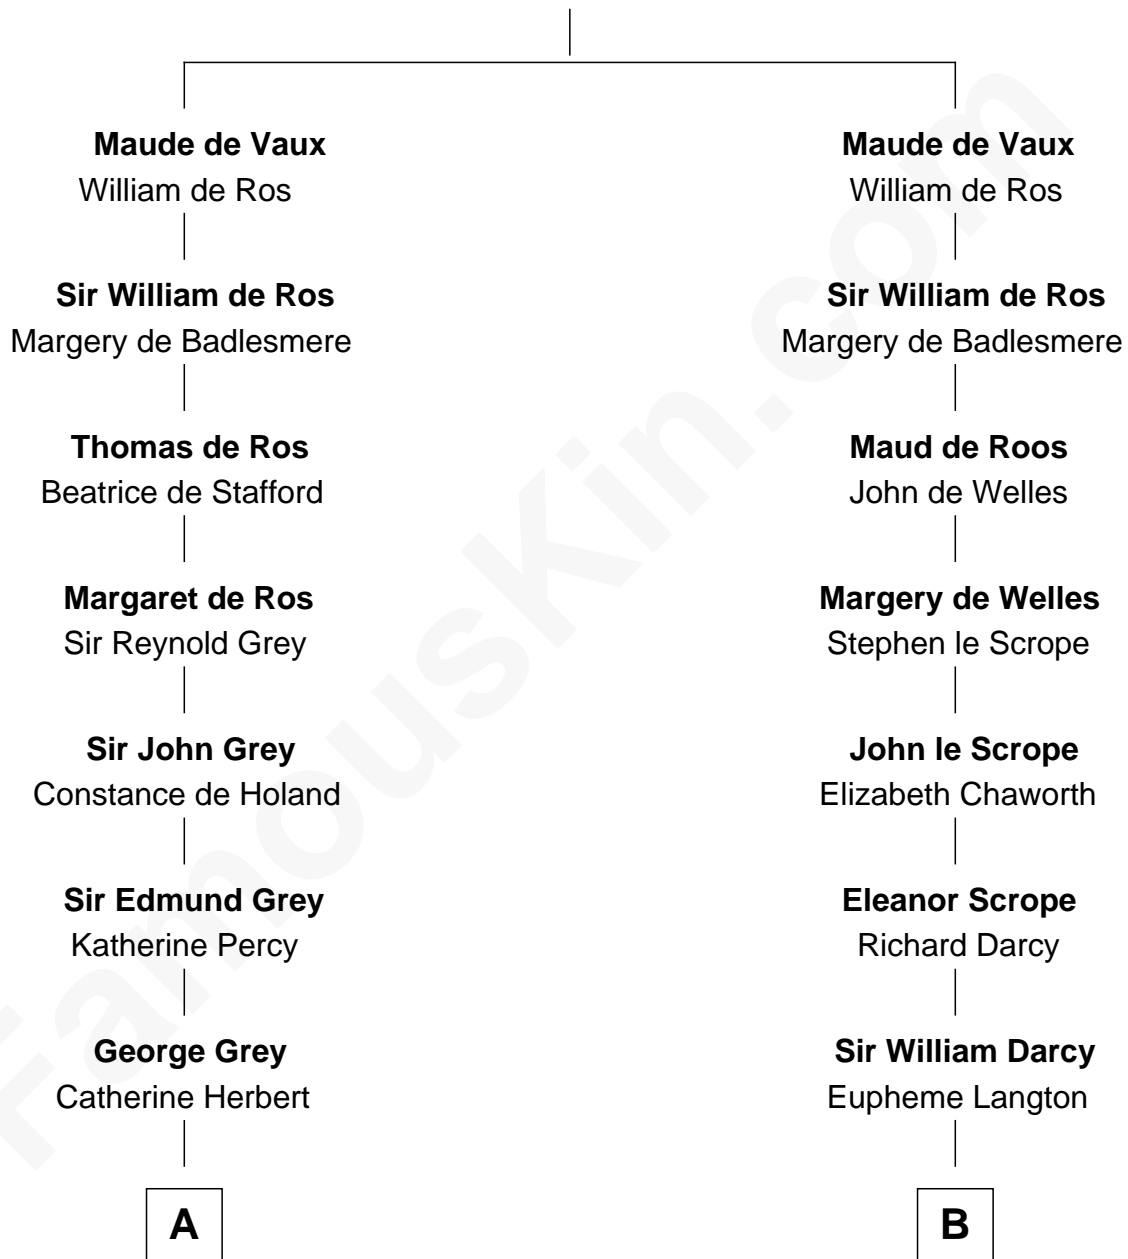 Maude de Vaux
William de Ros
Sir William de Ros
Margery de Badlesmere
Thomas de Ros
Beatrice de Stafford
Margaret de Ros
Sir Reynold Grey
Sir John Grey
Constance de Holand
Sir Edmund Grey
Katherine Percy
George Grey
Catherine Herbert
A
Maude de Vaux
William de Ros
Sir William de Ros
Margery de Badlesmere
Maud de Roos
John de Welles
Margery de Welles
Stephen le Scrope
John le Scrope
Elizabeth Chaworth
Eleanor Scrope
Richard Darcy
Sir William Darcy
Eupheme Langton
B
FamousKin.com